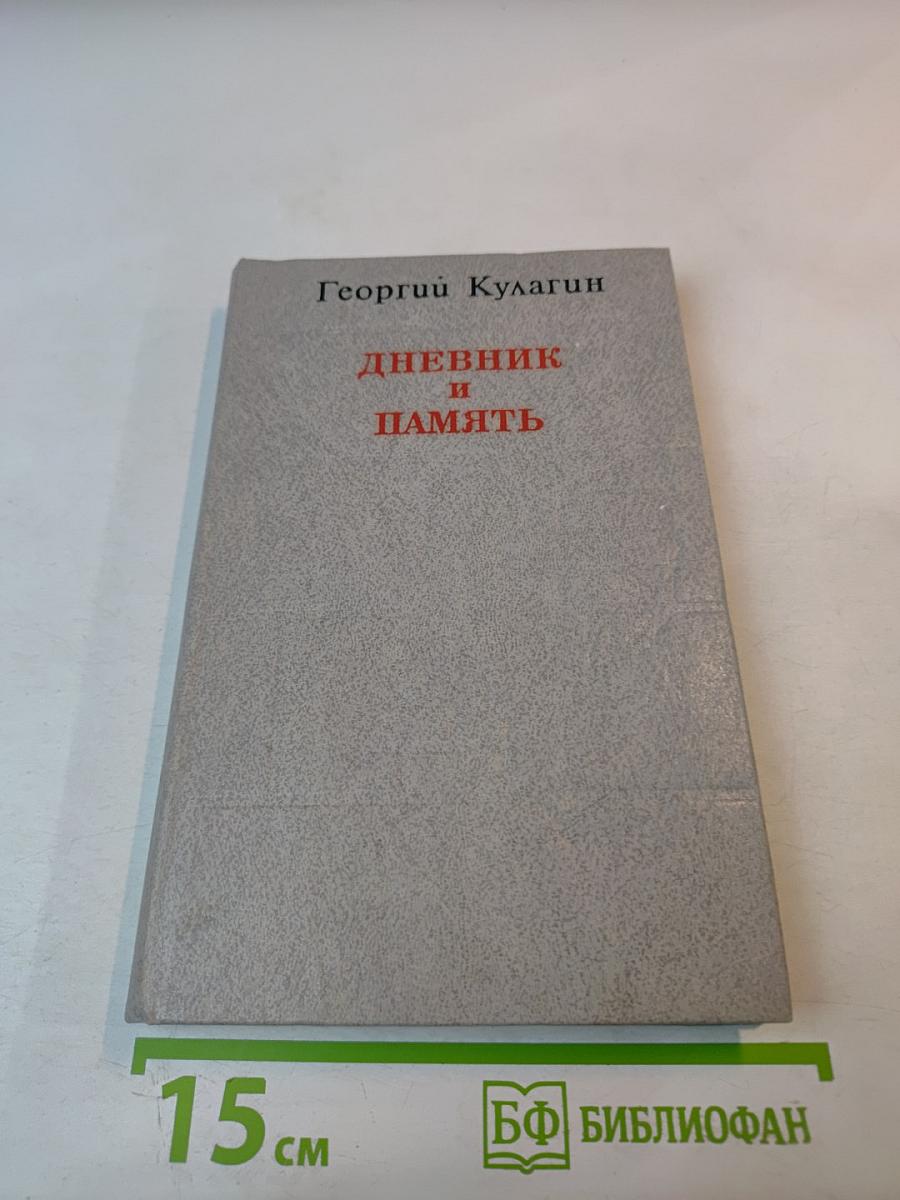 Георгий Кулагин
ДНЕВНИК
и
ПАМЯТЬ
15 см
БФ БИБЛИОФАН